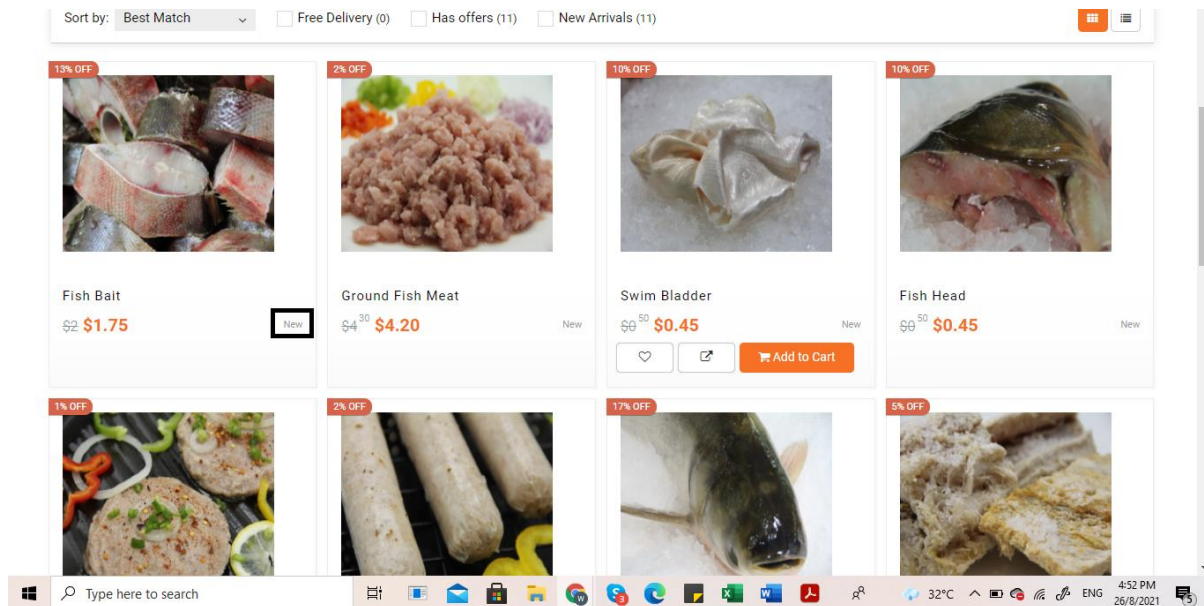 Sort by: Best Match Free Delivery (0) Has offers (11) New Arrivals (11)
13% OFF 2% OFF 10% OFF 10% OFF
Fish Bait Ground Fish Meat Swim Bladder Fish Head
$2 $1.75 New $4 30 $4.20 New $0 50 $0.45 New $0 50 $0.45 New
Add to Cart
1% OFF 2% OFF 17% OFF 5% OFF
Type here to search 32°C ENG 4:52 PM
26/8/2021